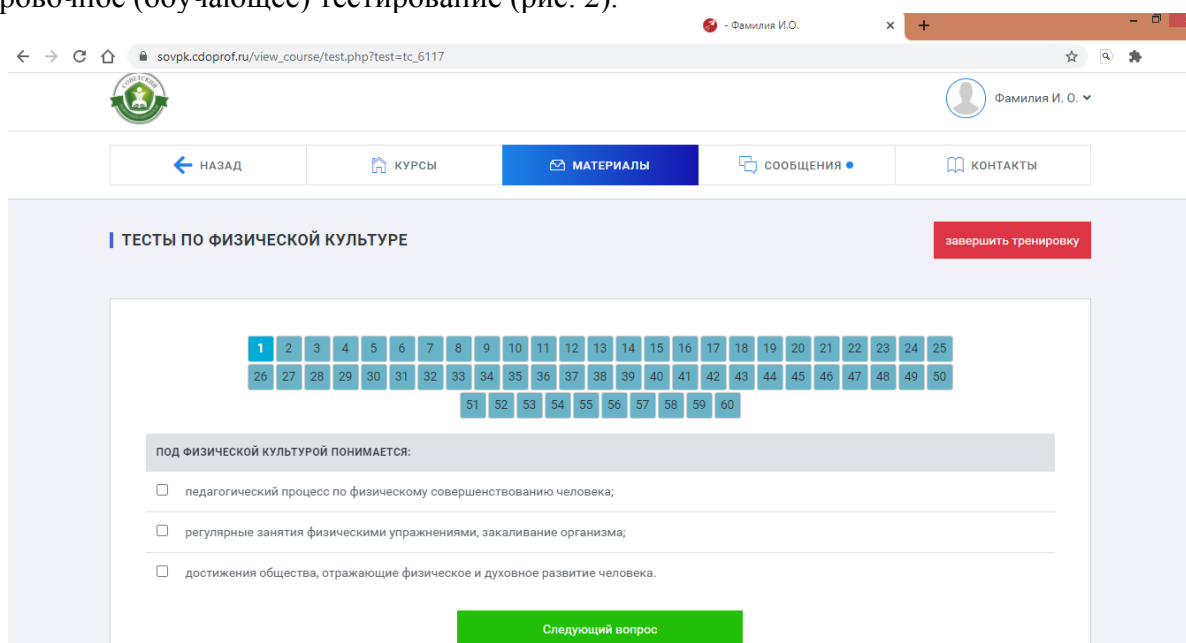 (обучающее) тестирование (рис. 2).
- Фамилия И.О.
sovpk.cdoprof.ru/view_course/test.php?test=tc_6117
СОВЕТСКИЙ
Фамилия И. О.
НАЗАД
КУРСЫ
МАТЕРИАЛЫ
СООБЩЕНИЯ
КОНТАКТЫ
ТЕСТЫ ПО ФИЗИЧЕСКОЙ КУЛЬТУРЕ
завершить тренировку
1 2 3 4 5 6 7 8 9 10 11 12 13 14 15 16 17 18 19 20 21 22 23 24 25
26 27 28 29 30 31 32 33 34 35 36 37 38 39 40 41 42 43 44 45 46 47 48 49 50
51 52 53 54 55 56 57 58 59 60
ПОД ФИЗИЧЕСКОЙ КУЛЬТУРОЙ ПОНИМАЕТСЯ:
педагогический процесс по физическому совершенствованию человека;
регулярные занятия физическими упражнениями, закаливание организма;
достижения общества, отражающие физическое и духовное развитие человека.
Следующий вопрос